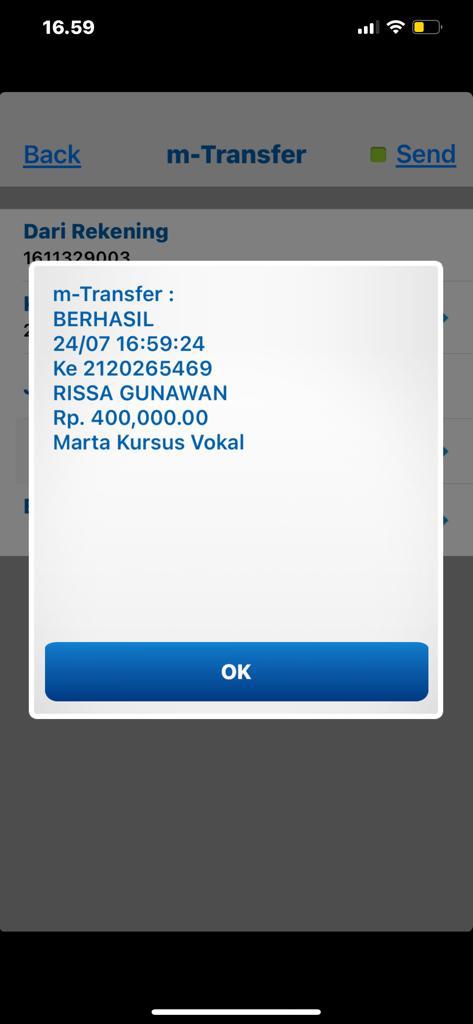 16.59
Back m-Transfer Send
Dari Rekening
1611329003
m-Transfer :
BERHASIL
24/07 16:59:24
Ke 2120265469
RISSA GUNAWAN
Rp. 400,000.00
Marta Kursus Vokal
OK